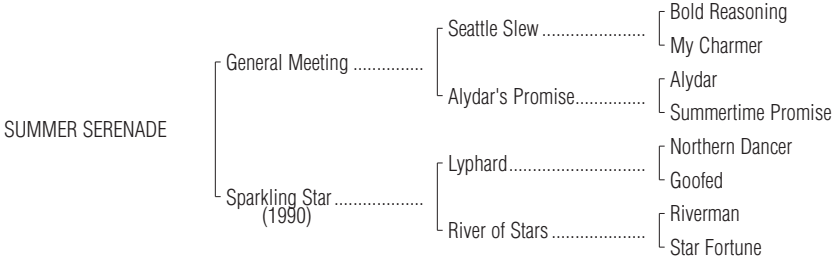 Bold Reasoning
Seattle Slew ......................
My Charmer
General Meeting ...............
Alydar
Alydar's Promise...............
Summertime Promise
SUMMER SERENADE
Northern Dancer
Lyphard.............................
Goofed
Sparkling Star ...................
(1990)
Riverman
River of Stars ....................
Star Fortune